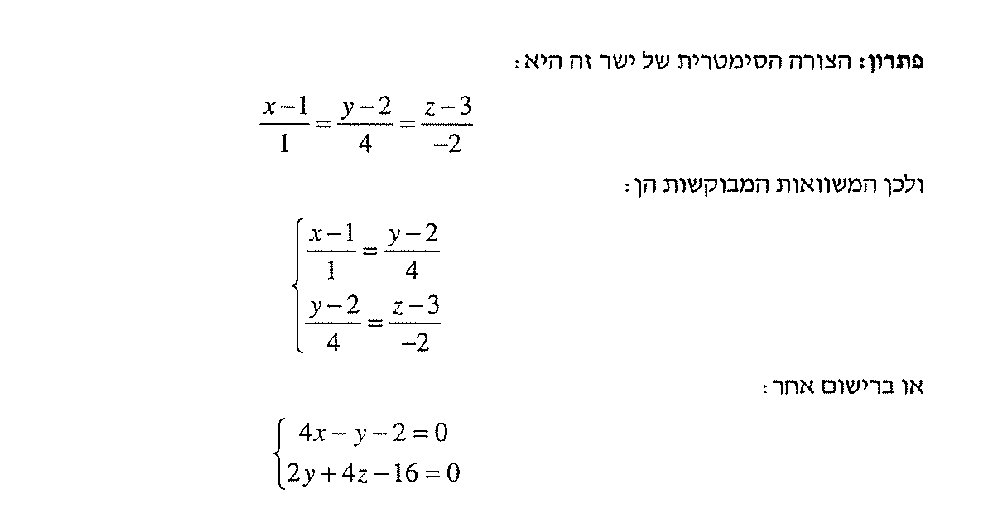 פתרון: הצורה הסימטרית של ישר זה היא:
\frac{x-1}{1} = \frac{y-2}{4} = \frac{z-3}{-2}
ולכן המשוואות המבוקשות הן:
\begin{cases} \frac{x-1}{1} = \frac{y-2}{4} \\ \frac{y-2}{4} = \frac{z-3}{-2} \end{cases}
או ברישום אחר:
\begin{cases} 4x-y-2=0 \\ 2y+4z-16=0 \end{cases}